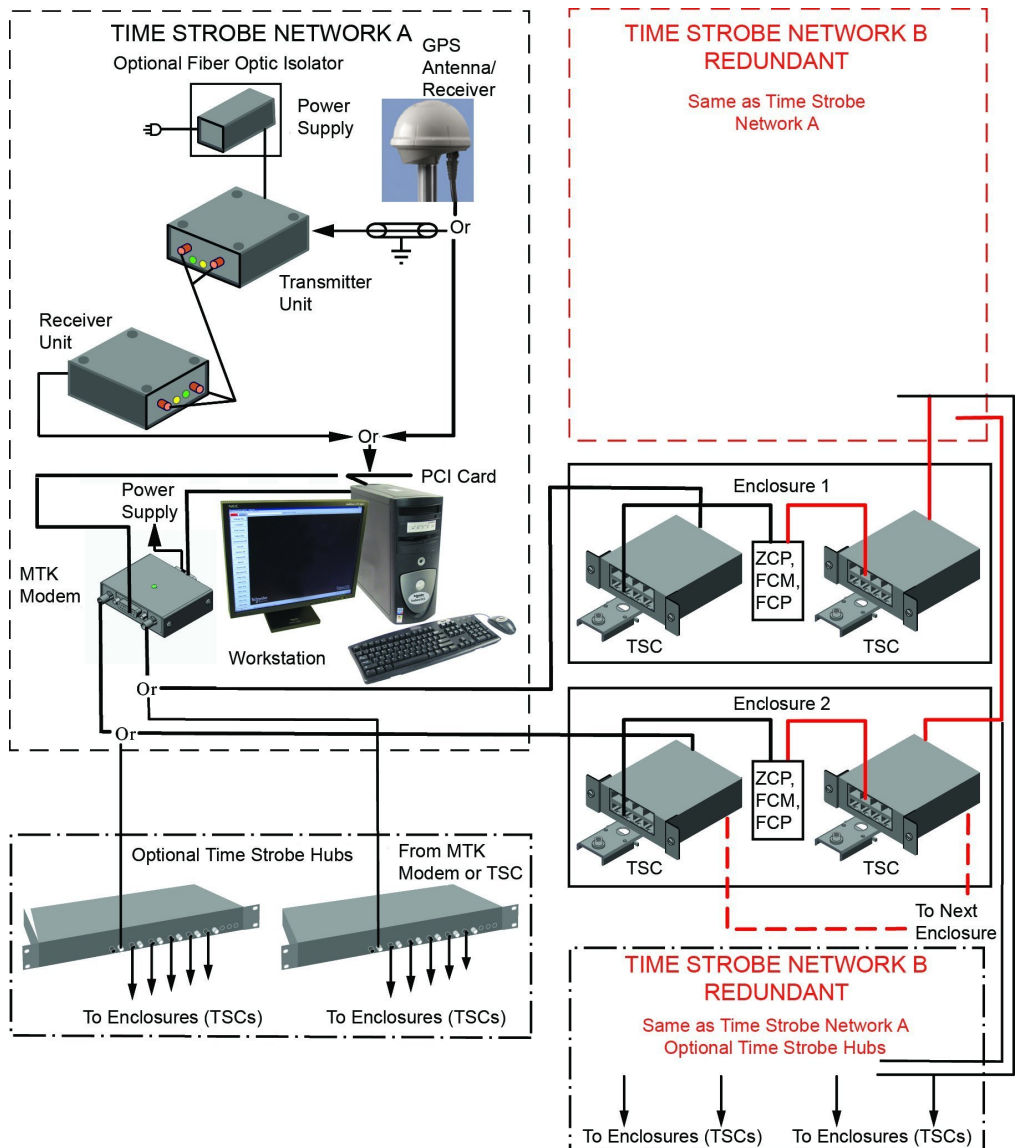 TIME STROBE NETWORK A
Optional Fiber Optic Isolator
GPS
Antenna/
Receiver
Power
Supply
Or
Transmitter
Unit
Receiver
Unit
Or
PCI Card
Power
Supply
MTK
Modem
Workstation
Or
Or
Optional Time Strobe Hubs
From MTK
Modem or TSC
To Enclosures (TSCs)
To Enclosures (TSCs)
TIME STROBE NETWORK B
REDUNDANT
Same as Time Strobe
Network A
Enclosure 1
ZCP,
FCM,
FCP
TSC
TSC
Enclosure 2
ZCP,
FCM,
FCP
TSC
TSC
To Next
Enclosure
TIME STROBE NETWORK B
REDUNDANT
Same as Time Strobe Network A
Optional Time Strobe Hubs
To Enclosures (TSCs)
To Enclosures (TSCs)